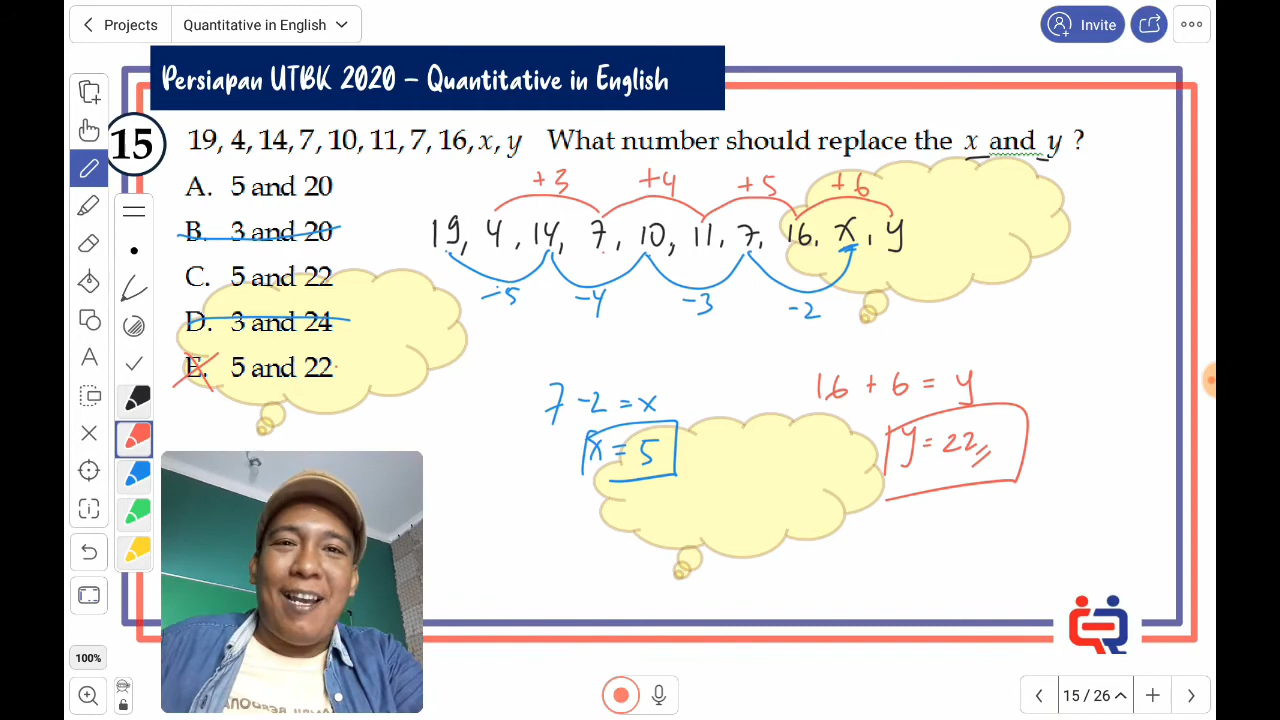 Projects
Quantitative in English
Invite
Persiapan UTBK 2020 – Quantitative in English
15
19, 4, 14, 7, 10, 11, 7, 16, x, y What number should replace the x and y ?
A. 5 and 20
B. 3 and 20
C. 5 and 22
D. 3 and 24
E. 5 and 22
+3 +4 +5 +6
19, 4, 14, 7, 10, 11, 7, 16, x, y
-5 -4 -3 -2
7 - 2 = x
x = 5
16 + 6 = y
y = 22
100%
15 / 26